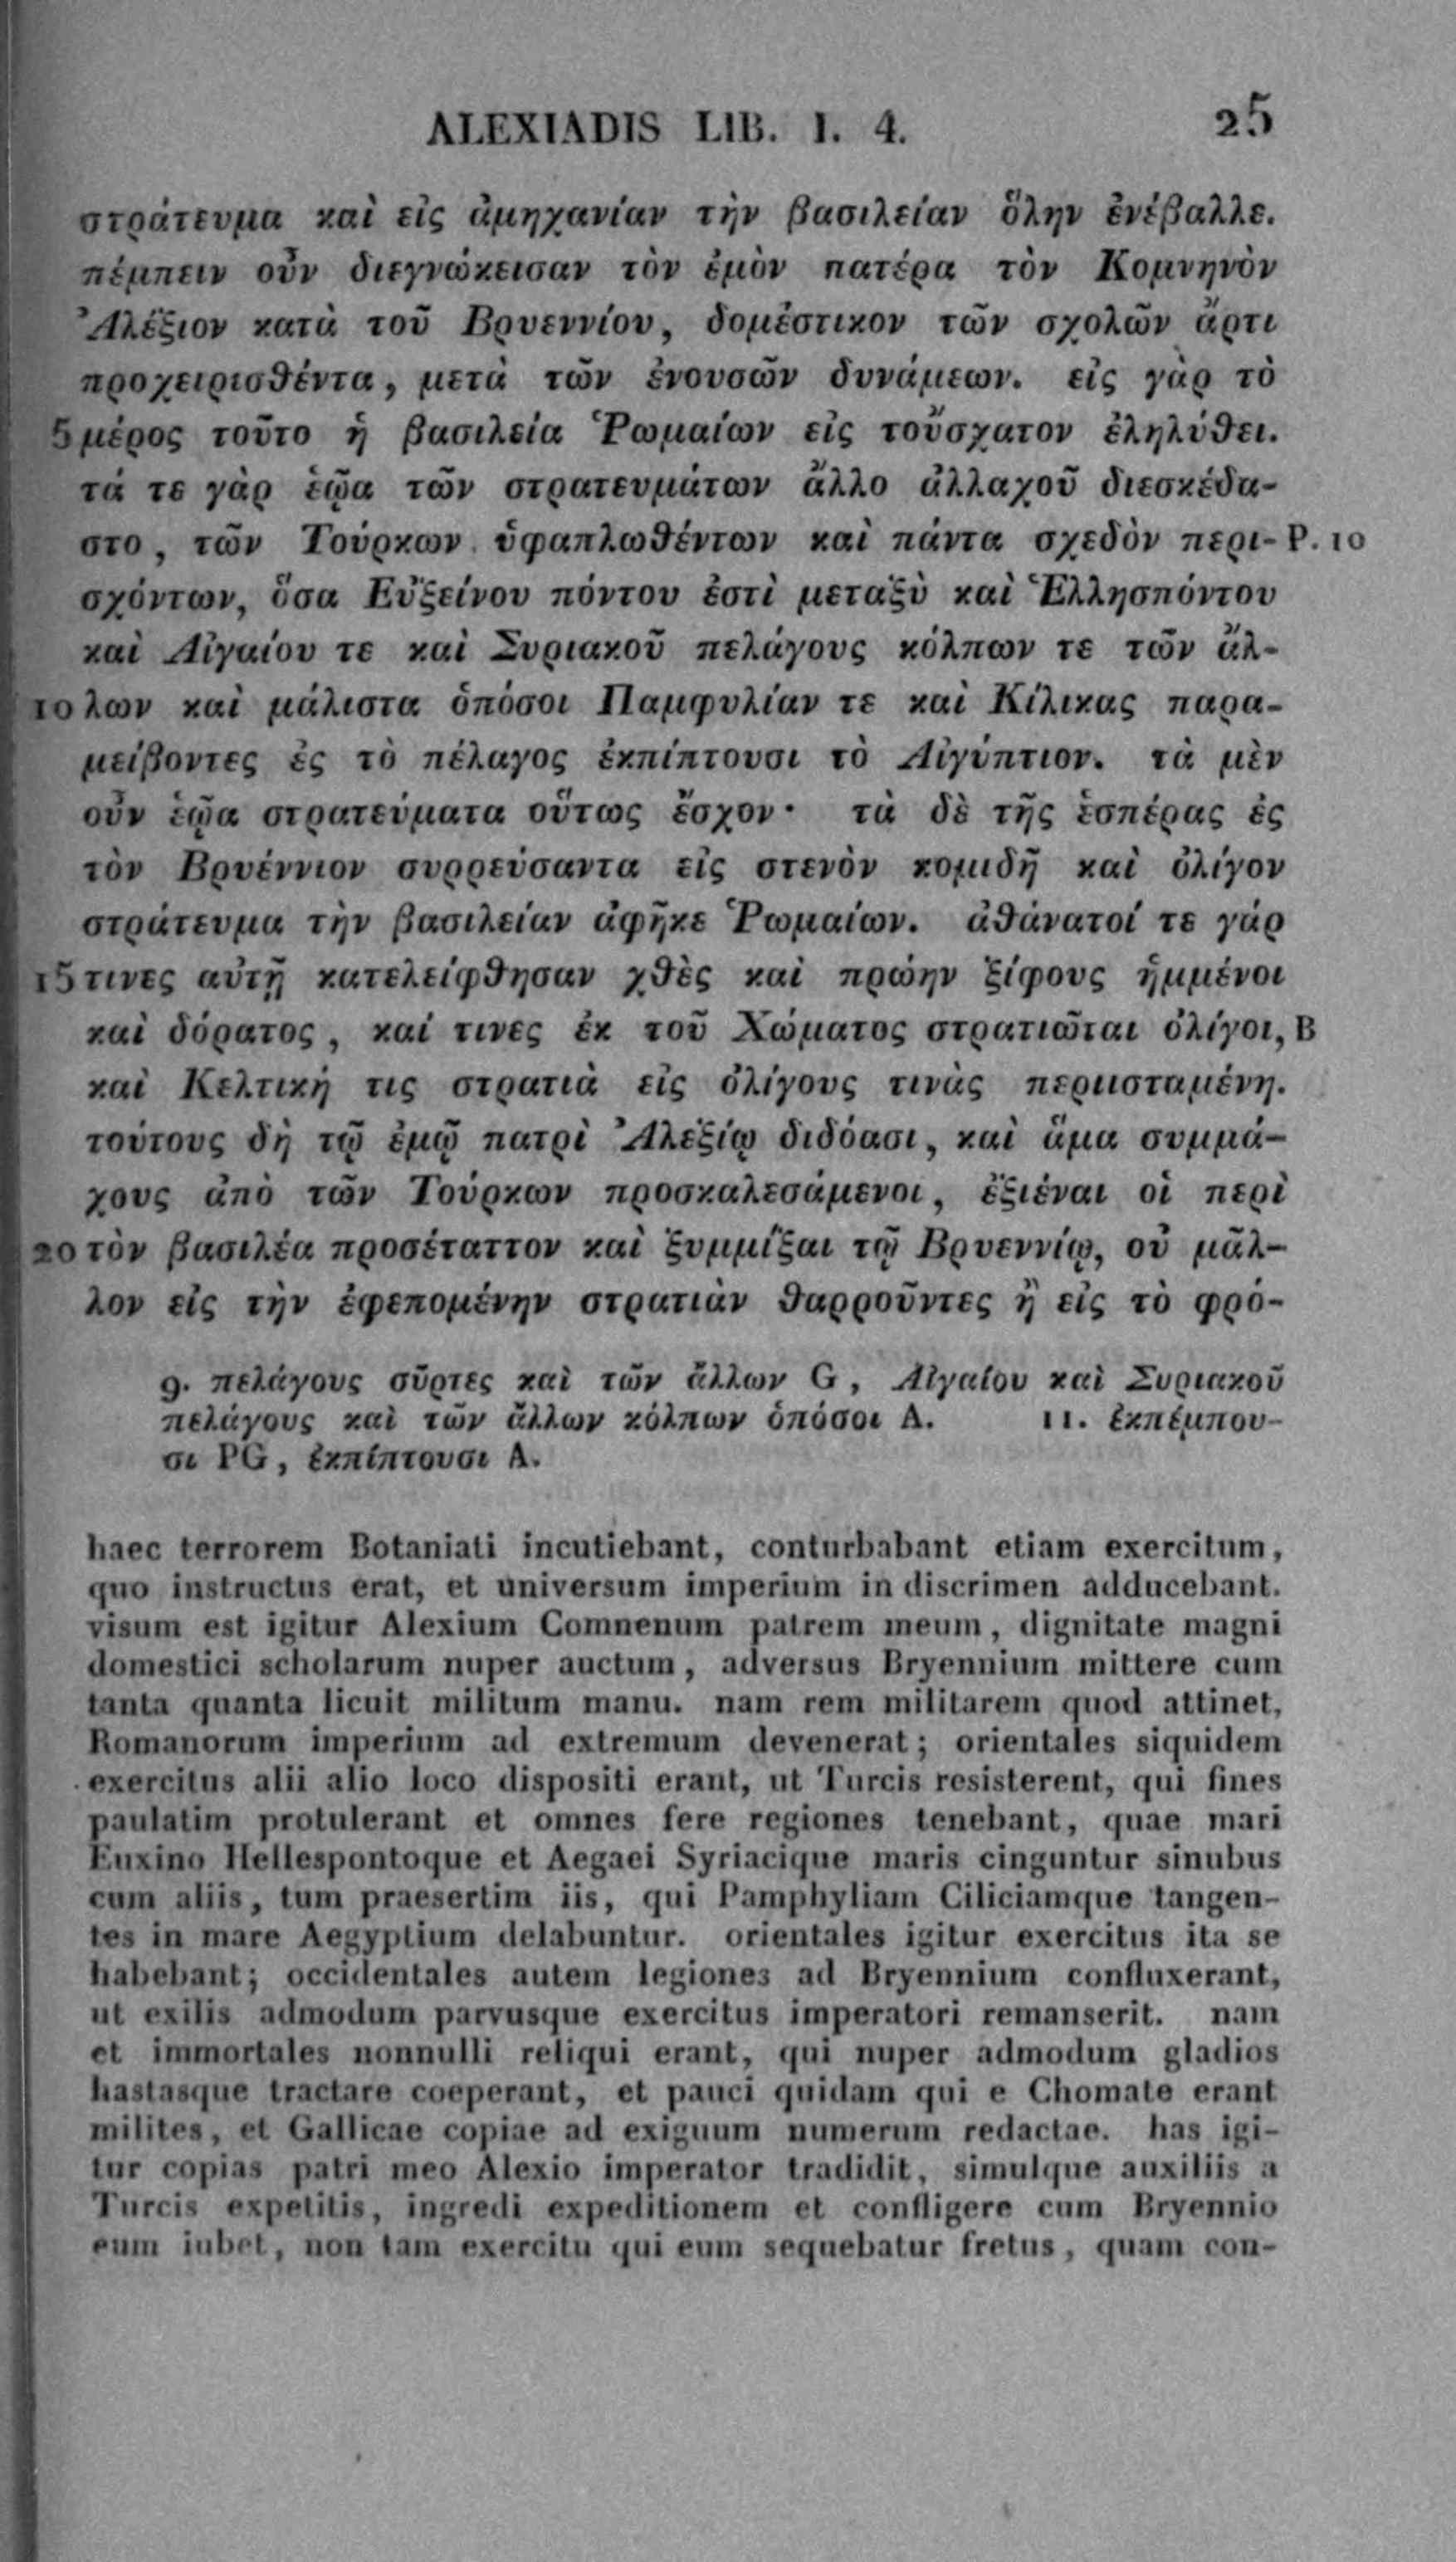 ALEXIADIS LIB. I. 4. 25
στράτευμα καὶ εἰς ἀμηχανίαν τὴν βασιλείαν ὅλην ἐνέβαλλε.
πέμπειν οὖν διεγνώκεισαν τὸν ἐμὸν πατέρα τὸν Κομνηνὸν
Ἀλέξιον κατὰ τοῦ Βρυεννίου, δομέστικον τῶν σχολῶν ἄρτι
προχειρισθέντα, μετὰ τῶν ἐνουσῶν δυνάμεων. εἰς γὰρ τὸ
5 μέρος τοῦτο ἡ βασιλεία Ῥωμαίων εἰς τοὔσχατον ἐληλύθει.
τά τε γὰρ ἑῷα τῶν στρατευμάτων ἄλλο ἀλλαχοῦ διεσκέδα-
στο, τῶν Τούρκων ὑφαπλωθέντων καὶ πάντα σχεδὸν περι- P. 10
σχόντων, ὅσα Εὐξείνου πόντου ἐστὶ μεταξὺ καὶ Ἑλλησπόντου
καὶ Αἰγαίου τε καὶ Συριακοῦ πελάγους κόλπων τε τῶν ἄλ-
10 λων καὶ μάλιστα ὁπόσοι Παμφυλίαν τε καὶ Κίλικας παρα-
μείβοντες ἐς τὸ πέλαγος ἐκπίπτουσι τὸ Αἰγύπτιον. τὰ μὲν
οὖν ἑῷα στρατεύματα οὕτως ἔσχον· τὰ δὲ τῆς ἑσπέρας ἐς
τὸν Βρυέννιον συρρεύσαντα εἰς στενὸν κομιδῆ καὶ ὀλίγον
στράτευμα τὴν βασιλείαν ἀφῆκε Ῥωμαίων. ἀθάνατοί τε γάρ
15 τινες αὐτῇ κατελείφθησαν χθὲς καὶ πρώην ξίφους ἡμμένοι
καὶ δόρατος, καί τινες ἐκ τοῦ Χώματος στρατιῶται ὀλίγοι, B
καὶ Κελτική τις στρατιὰ εἰς ὀλίγους τινὰς περιισταμένη.
τούτους δὴ τῷ ἐμῷ πατρὶ Ἀλεξίῳ διδόασι, καὶ ἅμα συμμά-
χους ἀπὸ τῶν Τούρκων προσκαλεσάμενοι, ἐξιέναι οἱ περὶ
20 τὸν βασιλέα προσέταττον καὶ ξυμμῖξαι τῷ Βρυεννίῳ, οὐ μᾶλ-
λον εἰς τὴν ἐφεπομένην στρατιὰν θαρροῦντες ἢ εἰς τὸ φρό-
9. πελάγους σῦρτες καὶ τῶν ἄλλων G, Αἰγαίου καὶ Συριακοῦ
πελάγους καὶ τῶν ἄλλων κόλπων ὁπόσοι A. 11. ἐκπέμπου-
σι PG, ἐκπίπτουσι A.
haec terrorem Botaniati incutiebant, conturbabant etiam exercitum,
quo instructus erat, et universum imperium in discrimen adducebant.
visum est igitur Alexium Comnenum patrem meum, dignitate magni
domestici scholarum nuper auctum, adversus Bryennium mittere cum
tanta quanta licuit militum manu. nam rem militarem quod attinet,
Romanorum imperium ad extremum devenerat; orientales siquidem
exercitus alii alio loco dispositi erant, ut Turcis resisterent, qui fines
paulatim protulerant et omnes fere regiones tenebant, quae mari
Euxino Hellespontoque et Aegaei Syriacique maris cinguntur sinubus
cum aliis, tum praesertim iis, qui Pamphyliam Ciliciamque tangen-
tes in mare Aegyptium delabuntur. orientales igitur exercitus ita se
habebant; occidentales autem legiones ad Bryennium confluxerant,
ut exilis admodum parvusque exercitus imperatori remanserit. nam
et immortales nonnulli reliqui erant, qui nuper admodum gladios
hastasque tractare coeperant, et pauci quidam qui e Chomate erant
milites, et Gallicae copiae ad exiguum numerum redactae. has igi-
tur copias patri meo Alexio imperator tradidit, simulque auxiliis a
Turcis expetitis, ingredi expeditionem et confligere cum Bryennio
eum iubet, non tam exercitu qui eum sequebatur fretus, quam con-